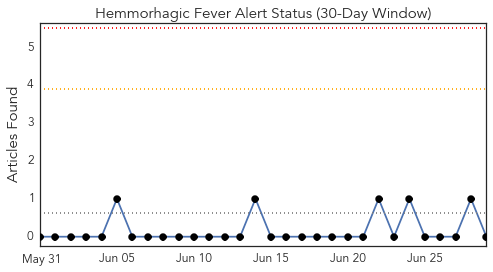 Hemmorhagic Fever Alert Status (30-Day Window)
Articles Found
5
4
3
2
1
0
May 31 Jun 05 Jun 10 Jun 15 Jun 20 Jun 25